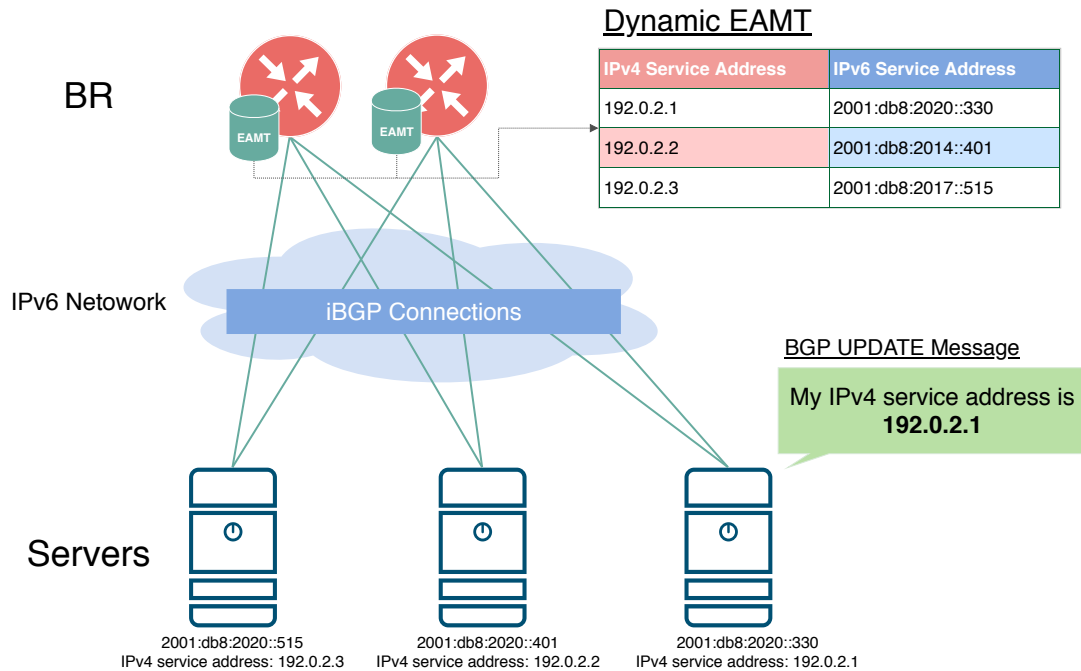 Dynamic EAMT
BR
EAMT
EAMT
IPv4 Service Address IPv6 Service Address
192.0.2.1 2001:db8:2020::330
192.0.2.2 2001:db8:2014::401
192.0.2.3 2001:db8:2017::515
IPv6 Netowork
iBGP Connections
BGP UPDATE Message
My IPv4 service address is
192.0.2.1
Servers
2001:db8:2020::515
IPv4 service address: 192.0.2.3
2001:db8:2020::401
IPv4 service address: 192.0.2.2
2001:db8:2020::330
IPv4 service address: 192.0.2.1